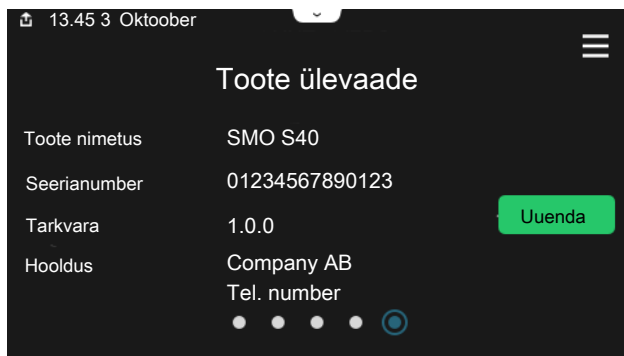 13.45 3 Oktoober
Toote ülevaade
Toote nimetus SMO S40
Seerianumber 01234567890123
Tarkvara 1.0.0 Uuenda
Hooldus Company AB
Tel. number